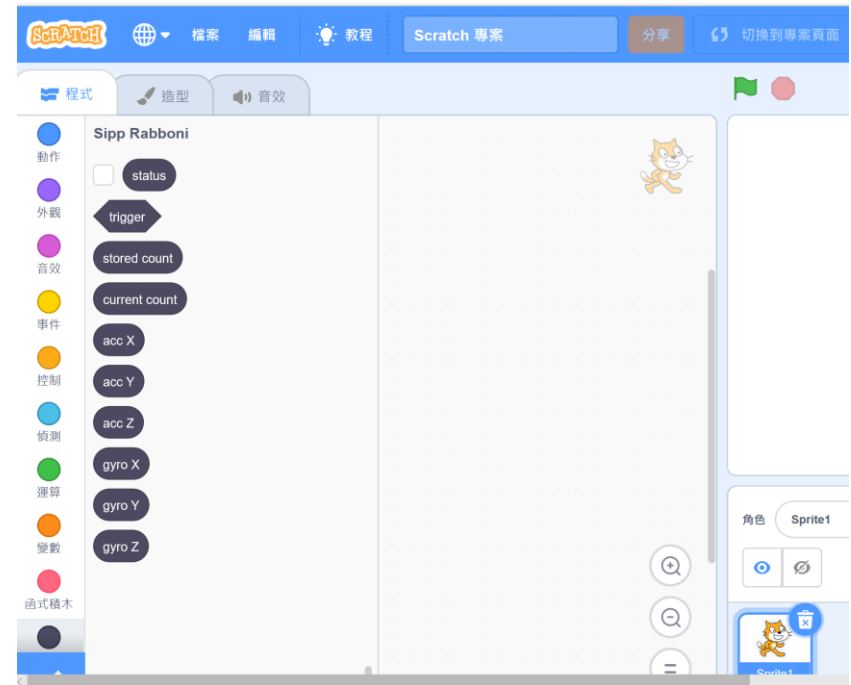 SCRATCH 檔案 編輯 教程 Scratch 專案 分享 切換到專案頁面
程式 造型 音效
Sipp Rabboni
動作
status
trigger
外觀
stored count
音效
current count
事件
acc X
控制
acc Y
acc Z
偵測
gyro X
運算
gyro Y
gyro Z
變數
函式積木
角色 Sprite1
Sprite1